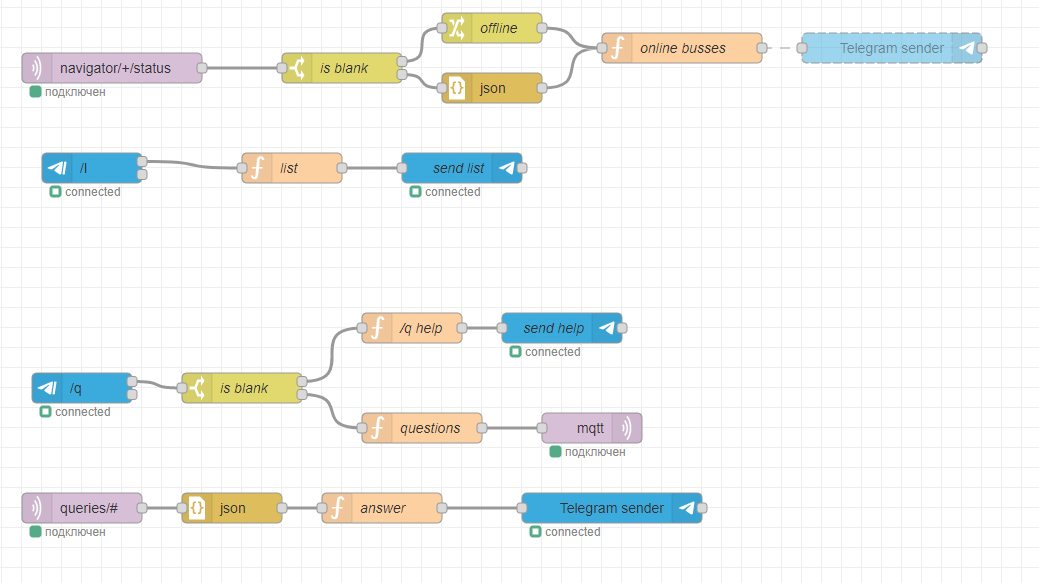 offline
online busses
Telegram sender
navigator/+/status
is blank
json
подключен
/l
list
send list
connected
connected
/q help
send help
connected
/q
is blank
connected
questions
mqtt
подключен
queries/#
json
answer
Telegram sender
подключен
connected